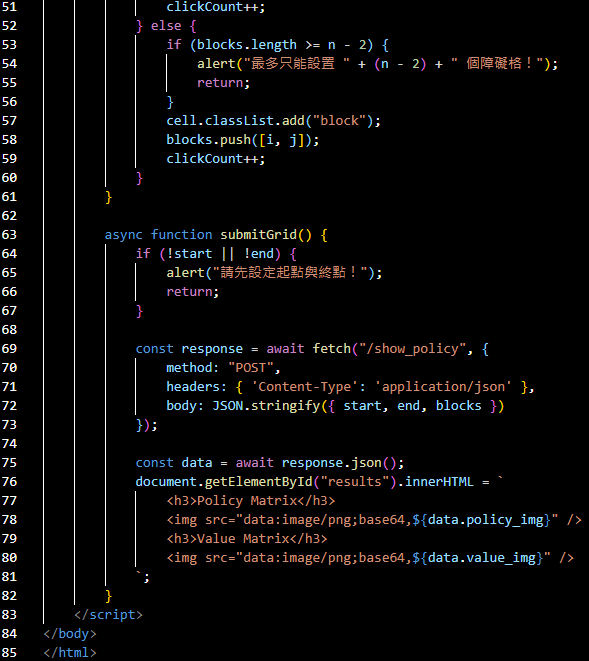 51                clickCount++;
52            } else {
53                if (blocks.length >= n - 2) {
54                    alert("最多只能設置 " + (n - 2) + " 個障礙格！");
55                    return;
56                }
57                cell.classList.add("block");
58                blocks.push([i, j]);
59                clickCount++;
60            }
61        }
62
63        async function submitGrid() {
64            if (!start || !end) {
65                alert("請先設定起點與終點！");
66                return;
67            }
68
69            const response = await fetch("/show_policy", {
70                method: "POST",
71                headers: { 'Content-Type': 'application/json' },
72                body: JSON.stringify({ start, end, blocks })
73            });
74
75            const data = await response.json();
76            document.getElementById("results").innerHTML = `
77                <h3>Policy Matrix</h3>
78                <img src="data:image/png;base64,${data.policy_img}" />
79                <h3>Value Matrix</h3>
80                <img src="data:image/png;base64,${data.value_img}" />
81            `;
82        }
83    </script>
84</body>
85</html>